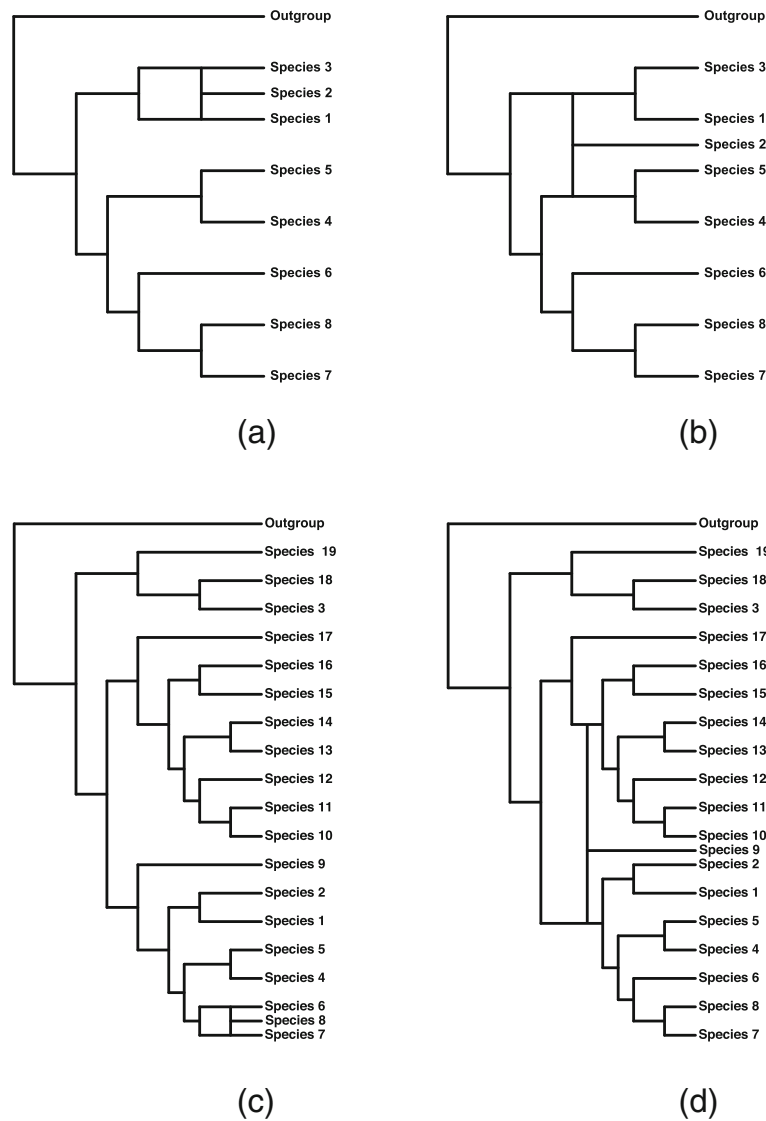 Outgroup
Species 3
Species 2
Species 1
Species 5
Species 4
Species 6
Species 8
Species 7
(a)
Outgroup
Species 3
Species 1
Species 2
Species 5
Species 4
Species 6
Species 8
Species 7
(b)
Outgroup
Species 19
Species 18
Species 3
Species 17
Species 16
Species 15
Species 14
Species 13
Species 12
Species 11
Species 10
Species 9
Species 2
Species 1
Species 5
Species 4
Species 6
Species 8
Species 7
(c)
Outgroup
Species 19
Species 18
Species 3
Species 17
Species 16
Species 15
Species 14
Species 13
Species 12
Species 11
Species 10
Species 9
Species 2
Species 1
Species 5
Species 4
Species 6
Species 8
Species 7
(d)